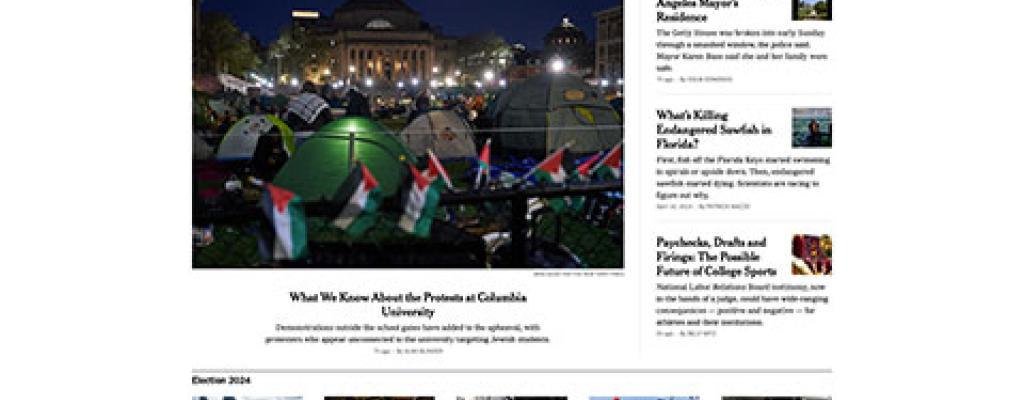 What We Know About the Protests at Columbia
University
Demonstrations outside the school gates have added to the upheaval, with
protesters who appear unconnected to the university targeting Jewish students.
Angeles Mayor's
Residence
The Getty House was broken into early Sunday
through a smashed window, the police said.
Mayor Karen Bass said she and her family were
safe.
What's Killing
Endangered Sawfish in
Florida?
First, fish off the Florida Keys started swimming
in spirals or upside down. Then, endangered
sawfish started dying. Scientists are racing to
figure out why.
Paychecks, Drafts and
Firings: The Possible
Future of College Sports
National Labor Relations Board testimony, now
in the hands of a judge, could have wide-ranging
consequences — positive and negative — for
athletes and their institutions.
Election 2024